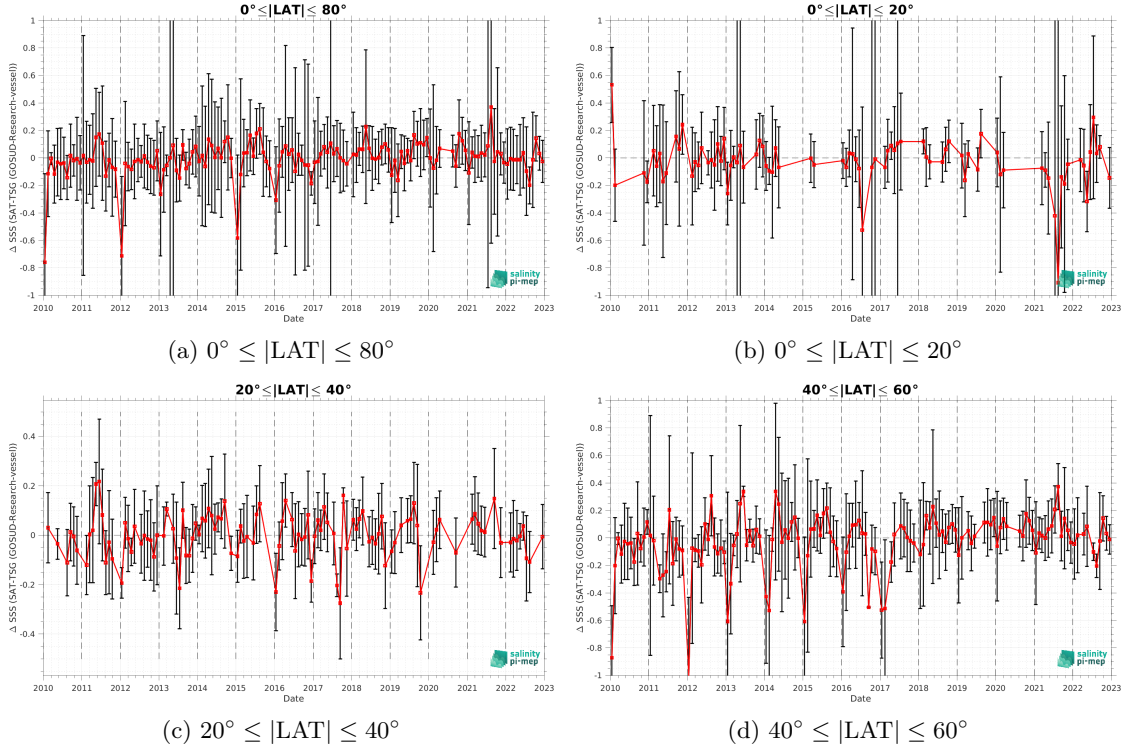 0°≤|LAT|≤ 80°
Δ SSS (SAT-TSG (GOSUD-Research-vessel))
1
0.8
0.6
0.4
0.2
0
-0.2
-0.4
-0.6
-0.8
-1
salinity
pi-mep
2010 2011 2012 2013 2014 2015 2016 2017 2018 2019 2020 2021 2022 2023
Date
(a) 0° ≤ |LAT| ≤ 80°
0°≤|LAT|≤ 20°
Δ SSS (SAT-TSG (GOSUD-Research-vessel))
1
0.8
0.6
0.4
0.2
0
-0.2
-0.4
-0.6
-0.8
-1
salinity
pi-mep
2010 2011 2012 2013 2014 2015 2016 2017 2018 2019 2020 2021 2022 2023
Date
(b) 0° ≤ |LAT| ≤ 20°
20°≤|LAT|≤ 40°
Δ SSS (SAT-TSG (GOSUD-Research-vessel))
0.4
0.2
0
-0.2
-0.4
salinity
pi-mep
2010 2011 2012 2013 2014 2015 2016 2017 2018 2019 2020 2021 2022 2023
Date
(c) 20° ≤ |LAT| ≤ 40°
40°≤|LAT|≤ 60°
Δ SSS (SAT-TSG (GOSUD-Research-vessel))
1
0.8
0.6
0.4
0.2
0
-0.2
-0.4
-0.6
-0.8
-1
salinity
pi-mep
2010 2011 2012 2013 2014 2015 2016 2017 2018 2019 2020 2021 2022 2023
Date
(d) 40° ≤ |LAT| ≤ 60°